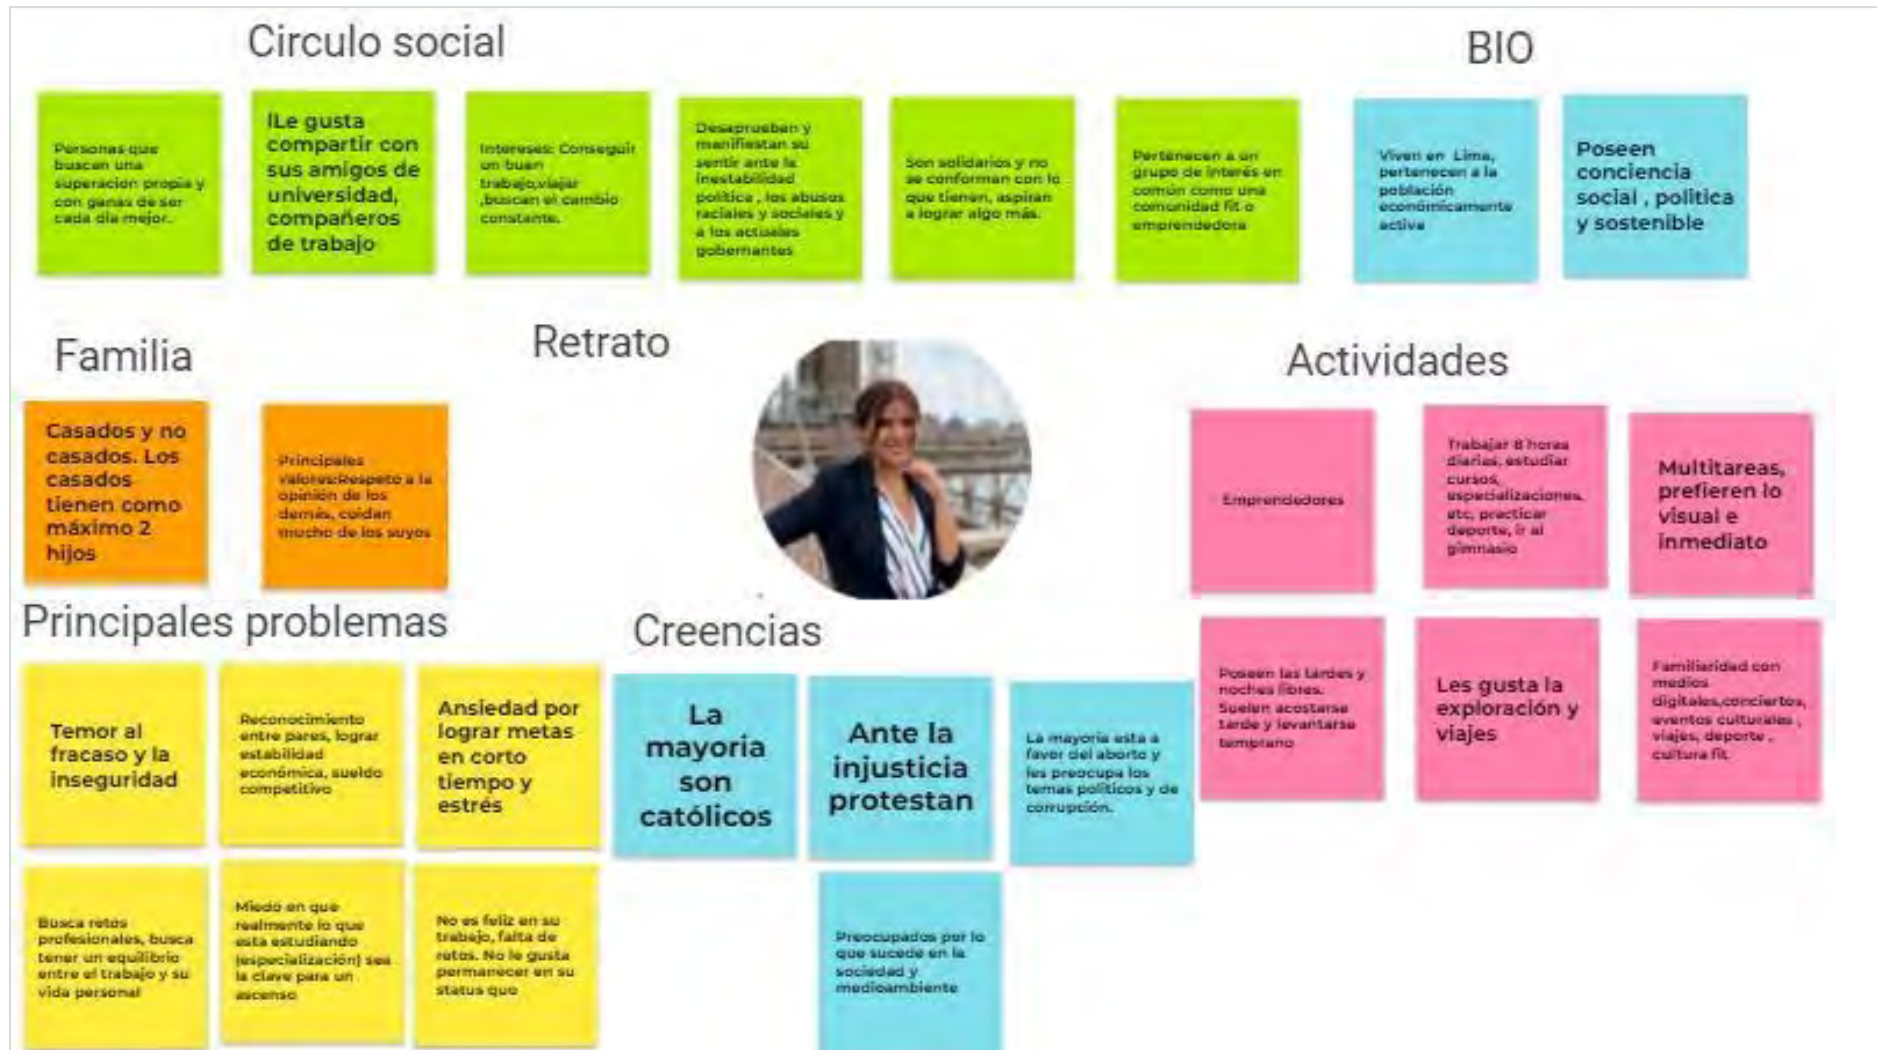 Circulo social
Personas que
buscan una
superación propia y
con ganas de ser
cada día mejor.
lLe gusta
compartir con
sus amigos de
universidad,
compañeros
de trabajo
Intereses: Conseguir
un buen
trabajo,viajar
,buscan el cambio
constante.
Desaprueban y
manifiestan su
sentir ante la
inestabilidad
política , los abusos
raciales y sociales y
a los actuales
gobernantes
Son solidarios y no
se conforman con lo
que tienen, aspiran
a lograr algo más.
Pertenecen a un
grupo de interés en
común como una
comunidad fit o
emprendedora
BIO
Viven en Lima,
pertenecen a la
población
económicamente
activa
Poseen
conciencia
social , politica
y sostenible
Familia
Casados y no
casados. Los
casados
tienen como
máximo 2
hijos
Principales
valores:Respeto a la
opinión de los
demás, cuidan
mucho de los suyos
Retrato
Actividades
Emprendedores
Trabajar 8 horas
diarias, estudiar
cursos,
especializaciones,
etc, practicar
deporte, ir al
gimnasio
Multitareas,
prefieren lo
visual e
inmediato
Poseen las tardes y
noches libres.
Suelen acostarse
tarde y levantarse
temprano
Les gusta la
exploración y
viajes
Familiaridad con
medios
digitales,conciertos,
eventos culturales ,
viajes, deporte ,
cultura fit
Principales problemas
Temor al
fracaso y la
inseguridad
Reconocimiento
entre pares, lograr
estabilidad
económica, sueldo
competitivo
Ansiedad por
lograr metas
en corto
tiempo y
estrés
Busca retos
profesionales, busca
tener un equilibrio
entre el trabajo y su
vida personal
Miedo en que
realmente lo que
esta estudiando
(especialización) sea
la clave para un
ascenso
No es feliz en su
trabajo, falta de
retos. No le gusta
permanecer en su
status quo
Creencias
La
mayoria
son
católicos
Ante la
injusticia
protestan
La mayoría esta a
favor del aborto y
les preocupa los
temas políticos y de
corrupción.
Preocupados por lo
que sucede en la
sociedad y
medioambiente